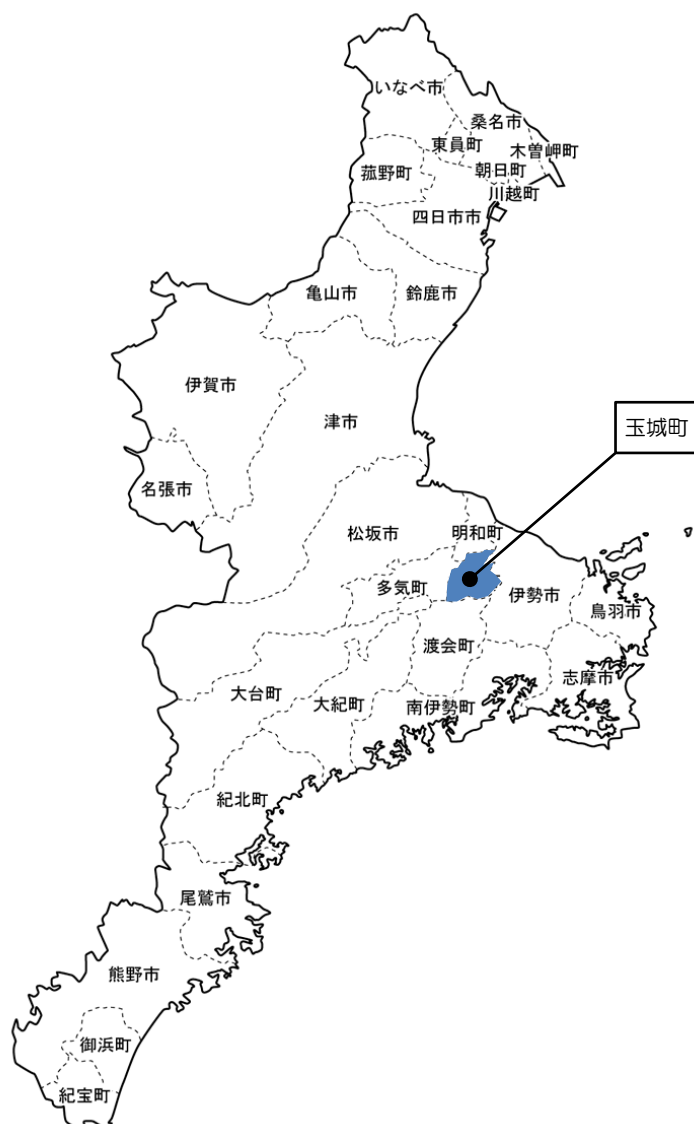 いなべ市
桑名市
東員町
木曽岬町
朝日町
菰野町
川越町
四日市市
亀山市
鈴鹿市
伊賀市
津市
玉城町
名張市
松坂市
明和町
多気町
伊勢市
鳥羽市
渡会町
志摩市
大台町
大紀町
南伊勢町
紀北町
尾鷲市
熊野市
御浜町
紀宝町